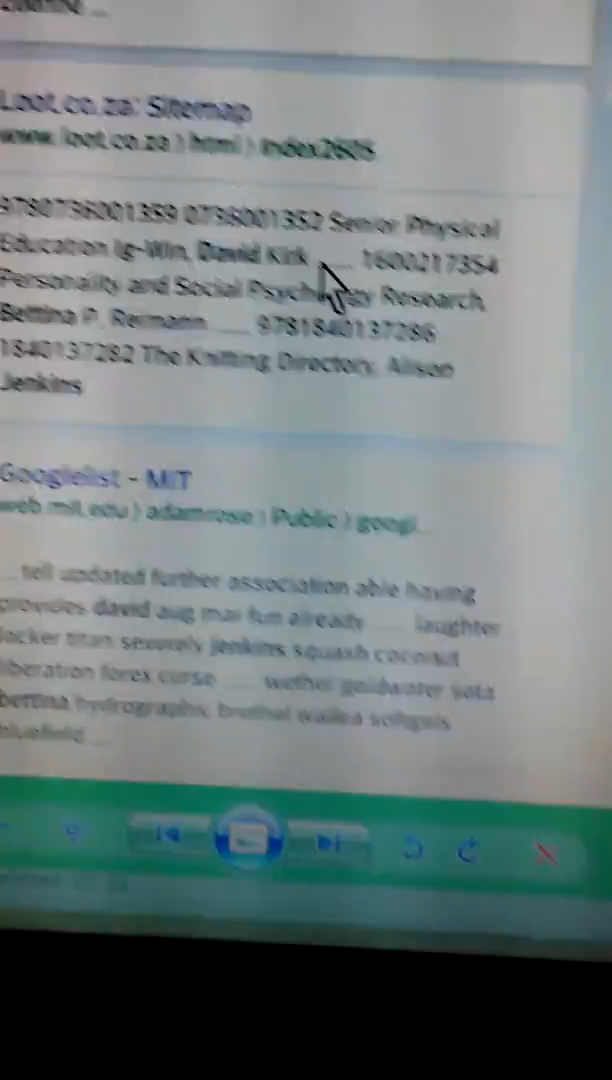 Loot.co.za: Sitemap
www.loot.co.za › html › index2605
9780736001359 0736001352 Senior Physical
Education Ig-Win, David Kirk ..... 1600217354
Personality and Social Psychology Research,
Bettina P. Reimann ..... 9781840137286
1840137282 The Knitting Directory, Alison
Jenkins
Googlelist - MIT
web.mit.edu › adamrose › Public › googl...
... tell updated further association able having
provides david aug mar fun already ..... laughter
locker titan severely jenkins squash coconut
liberation forex curse ..... wether goldwater seta
bettina hydrographic brothel wailea softgels
bluefield ...